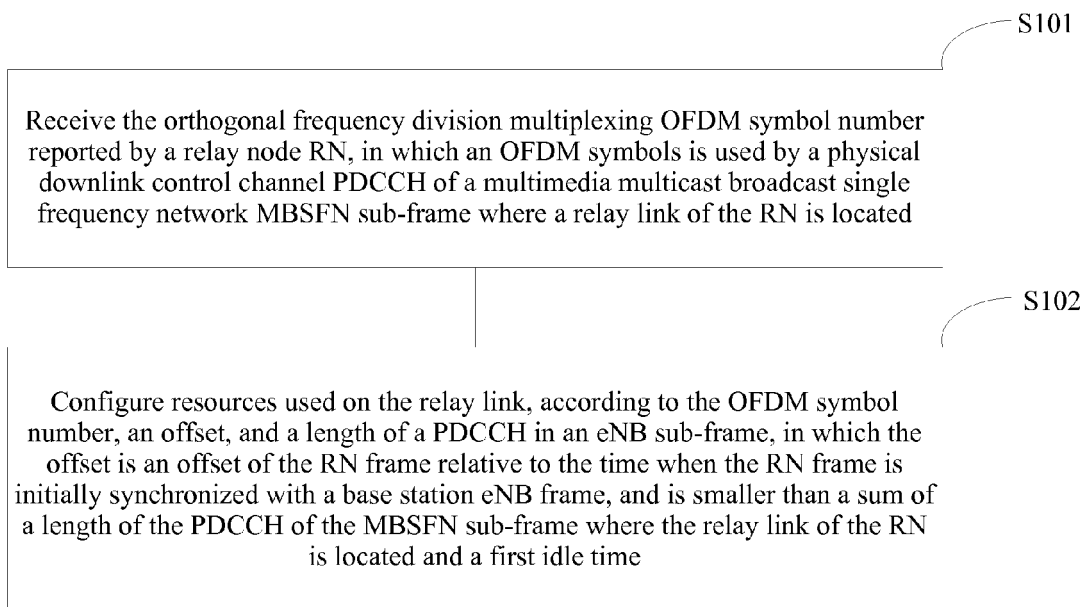 S101
Receive the orthogonal frequency division multiplexing OFDM symbol number
reported by a relay node RN, in which an OFDM symbols is used by a physical
downlink control channel PDCCH of a multimedia multicast broadcast single
frequency network MBSFN sub-frame where a relay link of the RN is located
S102
Configure resources used on the relay link, according to the OFDM symbol
number, an offset, and a length of a PDCCH in an eNB sub-frame, in which the
offset is an offset of the RN frame relative to the time when the RN frame is
initially synchronized with a base station eNB frame, and is smaller than a sum of
a length of the PDCCH of the MBSFN sub-frame where the relay link of the RN
is located and a first idle time